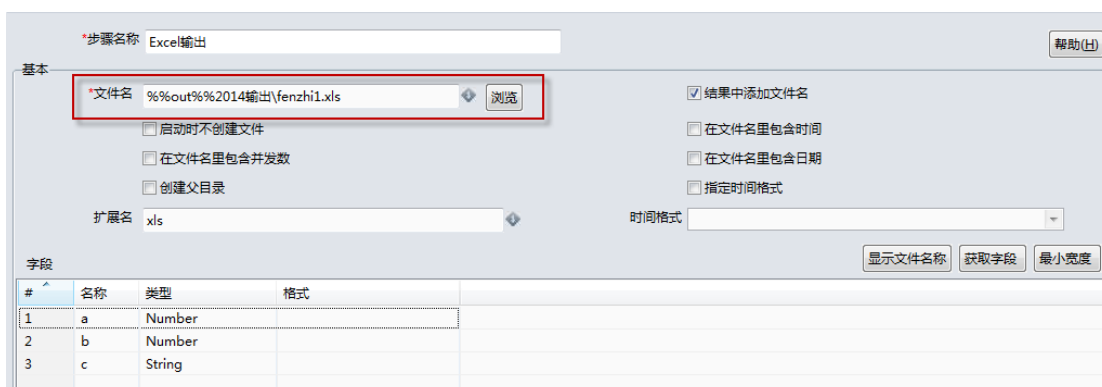 *步骤名称 Excel输出 帮助(H)
基本
*文件名 %%out%%2014输出\fenzhi1.xls 浏览 结果中添加文件名
启动时不创建文件 在文件名里包含时间
在文件名里包含并发数 在文件名里包含日期
创建父目录 指定时间格式
扩展名 xls 时间格式
显示文件名称 获取字段 最小宽度
字段
# 名称 类型 格式
1 a Number
2 b Number
3 c String